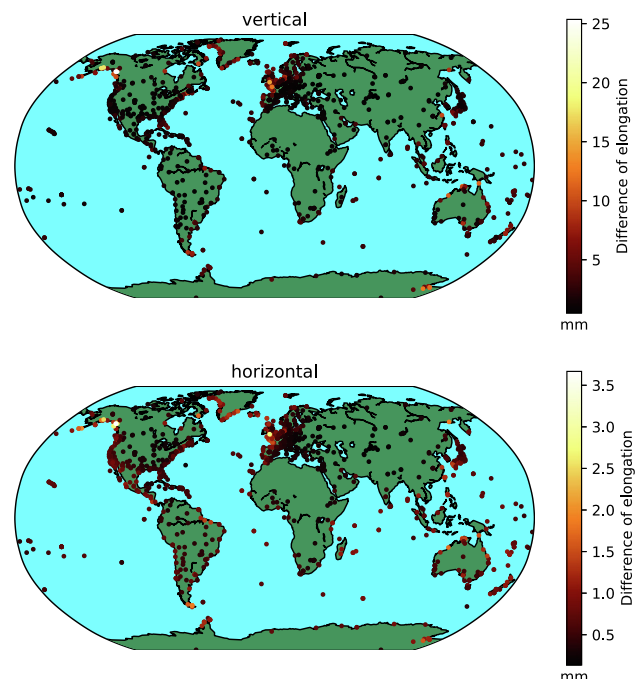 vertical
25
20
15
10
5
Difference of elongation
mm
horizontal
3.5
3.0
2.5
2.0
1.5
1.0
0.5
Difference of elongation
mm